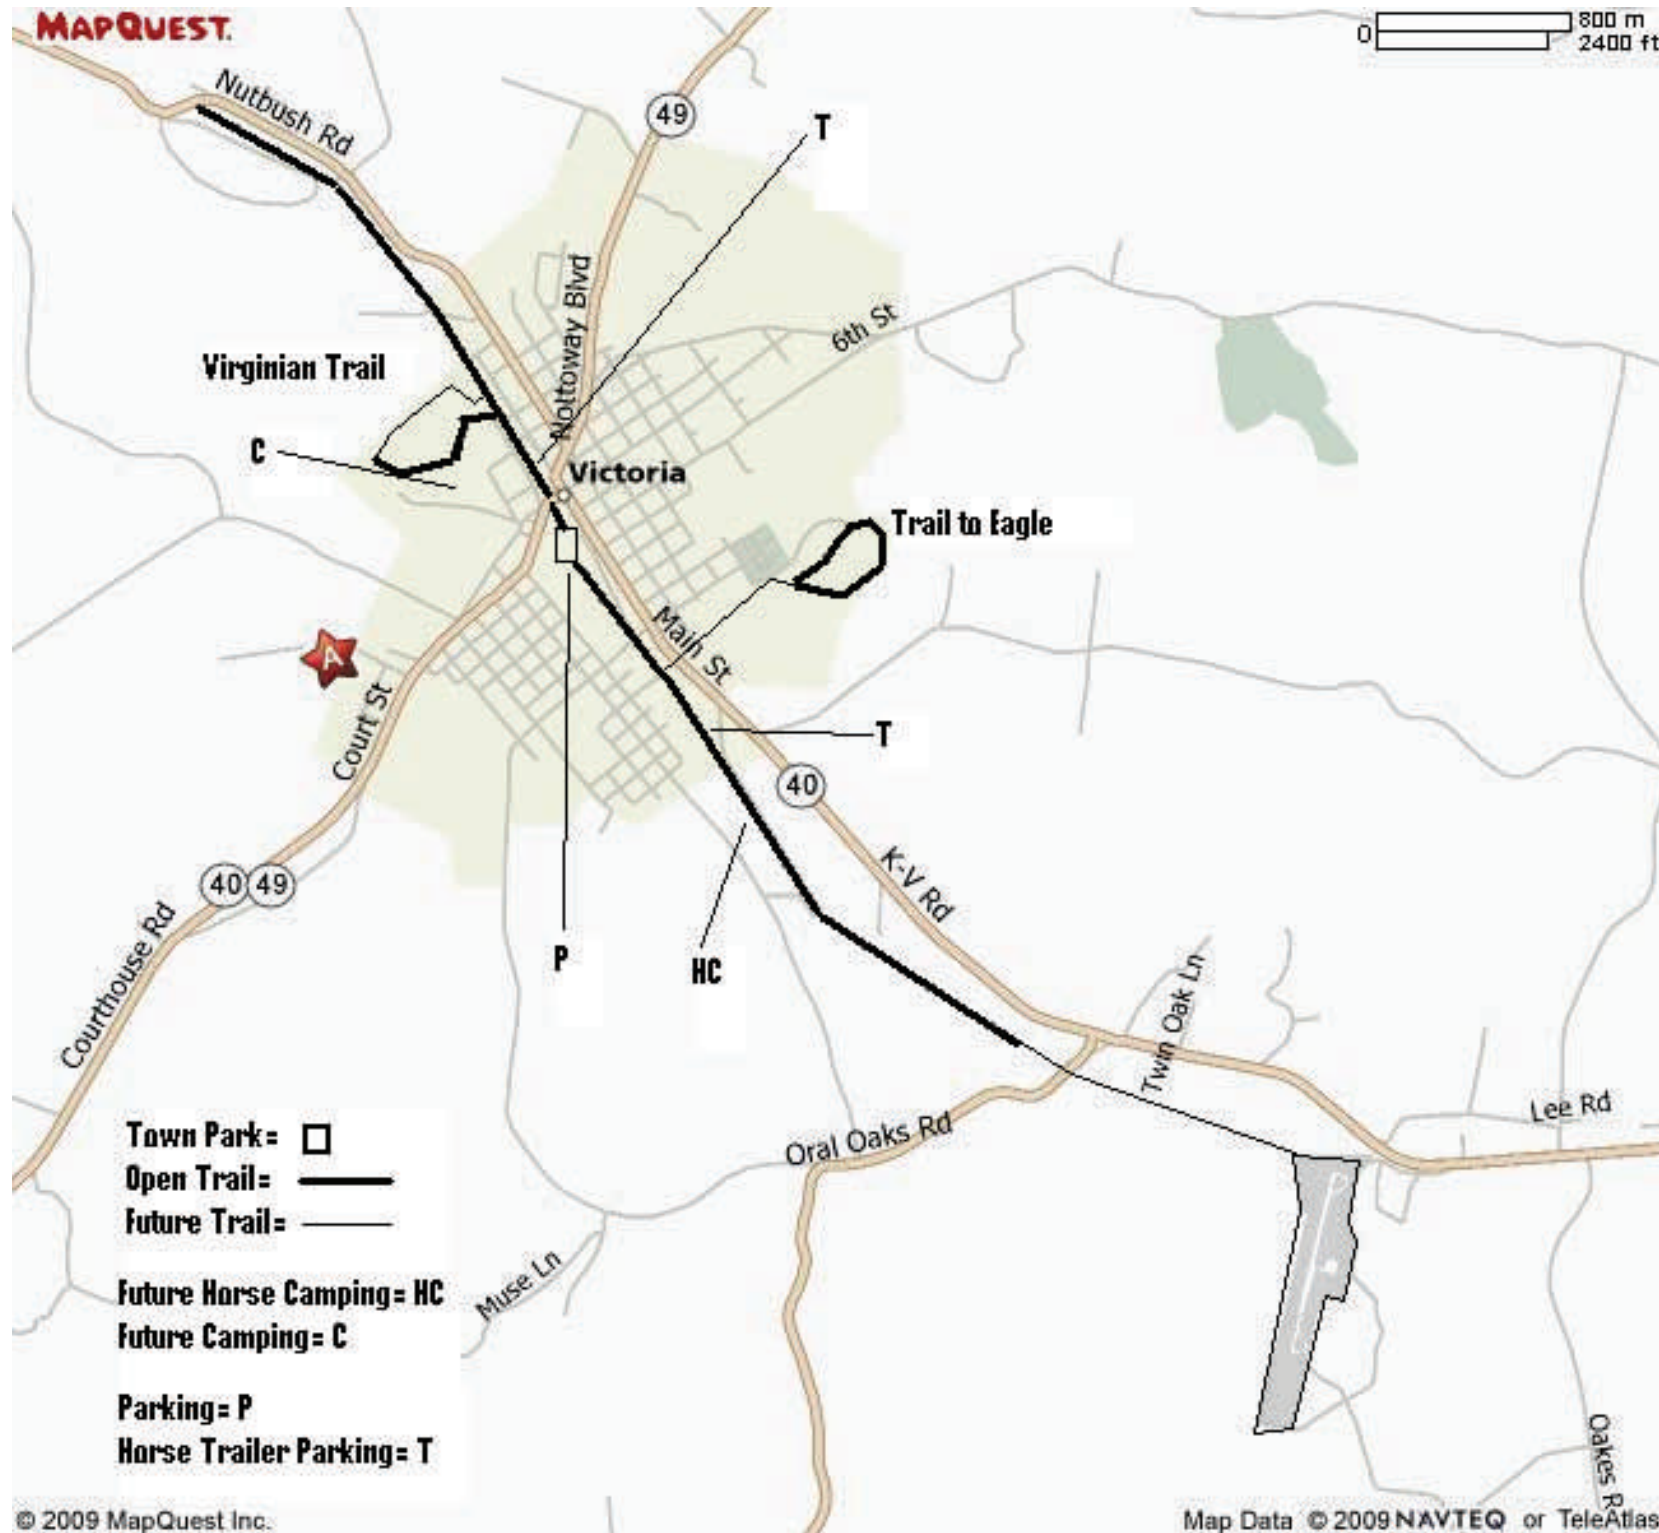 MAPQUEST.
800 m
0
2400 ft
Nutbush Rd
49
T
Nottoway Blvd
6th St
Virginian Trail
C
Victoria
Trail to Eagle
Main St
A
Court St
T
40
K-V Rd
40 49
P
HC
Courthouse Rd
Twin Oak Ln
Lee Rd
Oral Oaks Rd
Town Park=
Open Trail=
Future Trail=
Muse Ln
Future Horse Camping= HC
Future Camping= C
Parking= P
Horse Trailer Parking= T
Oakes R
© 2009 MapQuest Inc.
Map Data © 2009 NAVTEQ or TeleAtlas